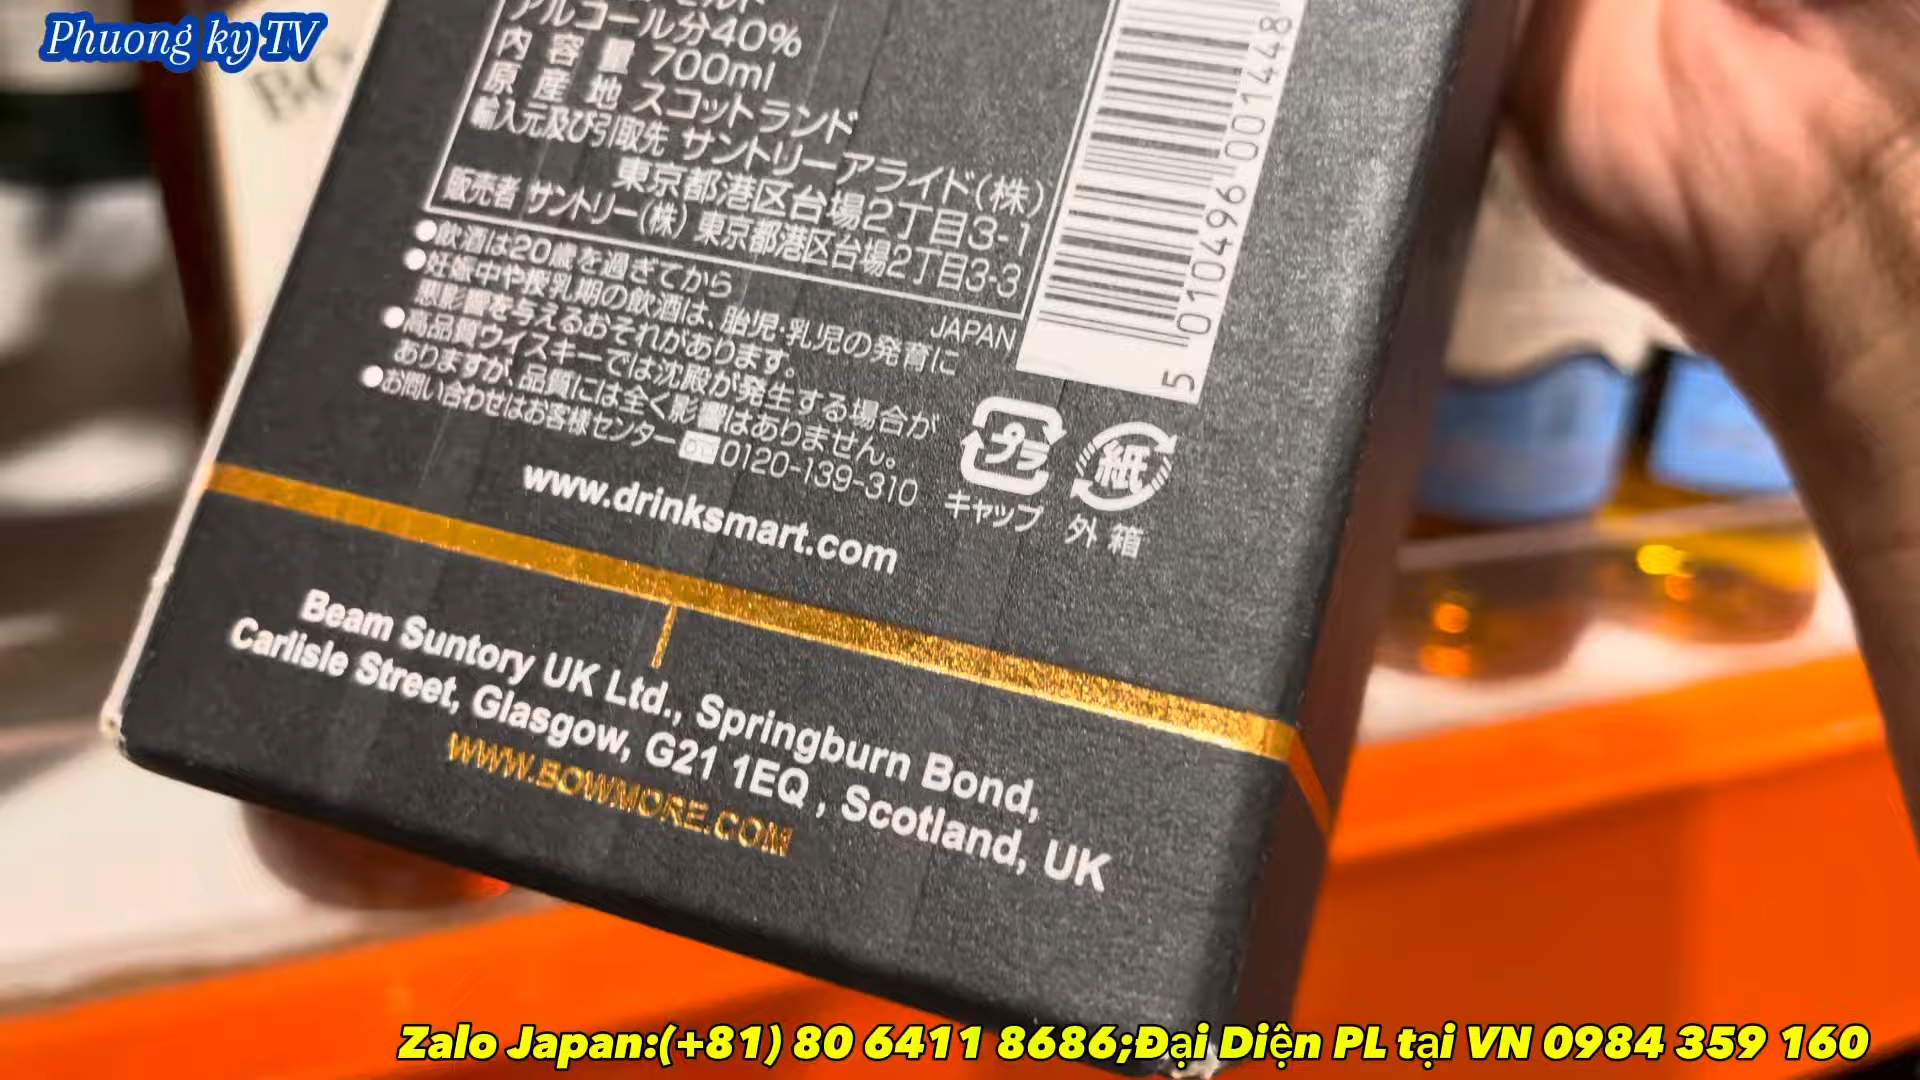 Phuong ky TV
アルコール分40%
内容量 700ml
原産地 スコットランド
輸入元及び引取先 サントリーアライド(株)
東京都港区台場2丁目3-1
販売者 サントリー(株) 東京都港区台場2丁目3-3
●飲酒は20歳を過ぎてから
●妊娠中や授乳期の飲酒は、胎児・乳児の発育に
悪影響を与えるおそれがあります。
●高品質ウイスキーでは沈殿が発生する場合が
ありますが、品質には全く影響はありません。
●お問い合わせはお客様センター 0120-139-310
JAPAN
5 010496 001448
プラ
キャップ
紙
外箱
www.drinksmart.com
Beam Suntory UK Ltd., Springburn Bond,
Carlisle Street, Glasgow, G21 1EQ , Scotland, UK
WWW.BOWMORE.COM
Zalo Japan:(+81) 80 6411 8686;Đại Diện PL tại VN 0984 359 160